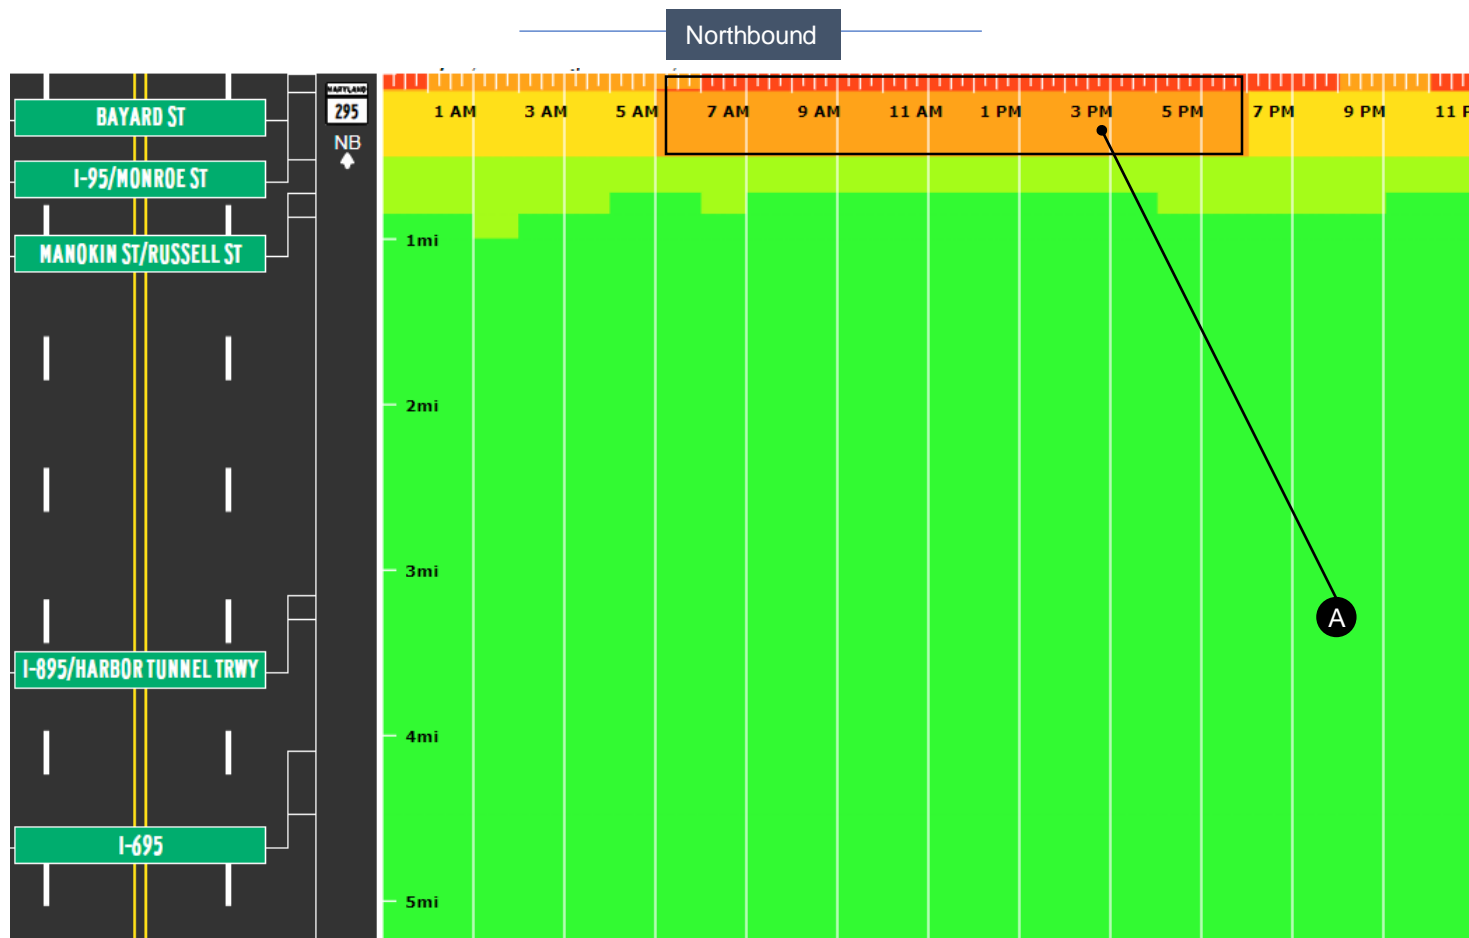 Northbound
BAYARD ST
I-95/MONROE ST
MANOKIN ST/RUSSELL ST
I-895/HARBOR TUNNEL TRWY
I-695
MARYLAND
295
NB
1 AM 3 AM 5 AM 7 AM 9 AM 11 AM 1 PM 3 PM 5 PM 7 PM 9 PM 11 P
1mi
2mi
3mi
4mi
5mi
A